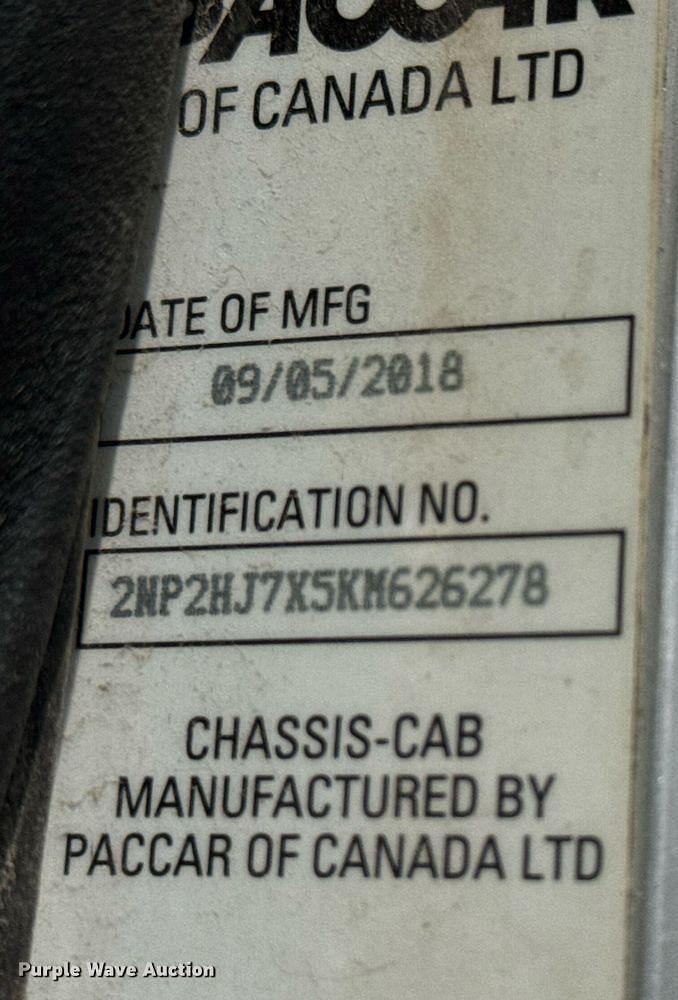 PACCAR
OF CANADA LTD
DATE OF MFG
09/05/2018
IDENTIFICATION NO.
2NP2HJ7X5KM626278
CHASSIS-CAB
MANUFACTURED BY
PACCAR OF CANADA LTD
Purple Wave Auction